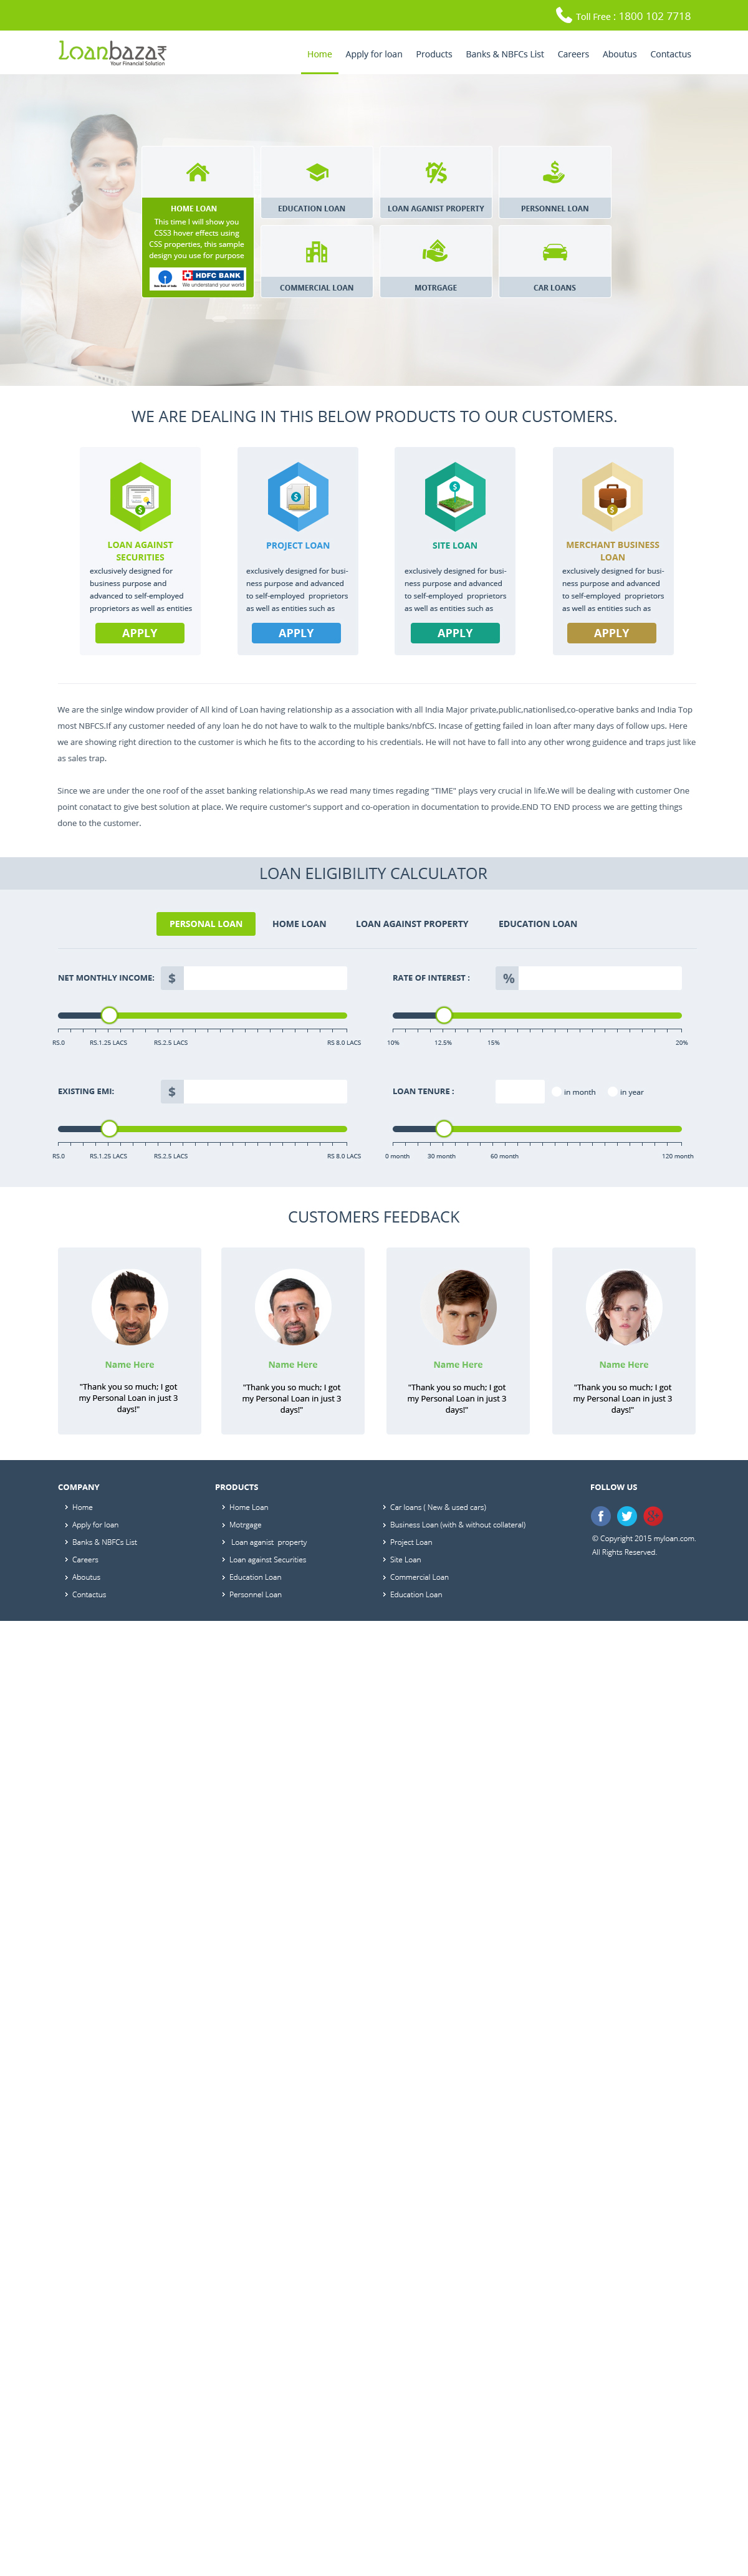 Toll Free : 1800 102 7718
Loanbazar
Your Financial Solution
Home Apply for loan Products Banks & NBFCs List Careers Aboutus Contactus
HOME LOAN
This time I will show you
CSS3 hover effects using
CSS properties, this sample
design you use for purpose
HDFC BANK
We understand your world
EDUCATION LOAN
LOAN AGANIST PROPERTY
PERSONNEL LOAN
COMMERCIAL LOAN
MOTRGAGE
CAR LOANS
WE ARE DEALING IN THIS BELOW PRODUCTS TO OUR CUSTOMERS.
LOAN AGAINST
SECURITIES
exclusively designed for
business purpose and
advanced to self-employed
proprietors as well as entities
APPLY
PROJECT LOAN
exclusively designed for busi-
ness purpose and advanced
to self-employed proprietors
as well as entities such as
APPLY
SITE LOAN
exclusively designed for busi-
ness purpose and advanced
to self-employed proprietors
as well as entities such as
APPLY
MERCHANT BUSINESS
LOAN
exclusively designed for busi-
ness purpose and advanced
to self-employed proprietors
as well as entities such as
APPLY
We are the sinlge window provider of All kind of Loan having relationship as a association with all India Major private,public,nationlised,co-operative banks and India Top
most NBFCS.If any customer needed of any loan he do not have to walk to the multiple banks/nbfCS. Incase of getting failed in loan after many days of follow ups. Here
we are showing right direction to the customer is which he fits to the according to his credentials. He will not have to fall into any other wrong guidence and traps just like
as sales trap.
Since we are under the one roof of the asset banking relationship.As we read many times regading "TIME" plays very crucial in life.We will be dealing with customer One
point conatact to give best solution at place. We require customer's support and co-operation in documentation to provide.END TO END process we are getting things
done to the customer.
LOAN ELIGIBILITY CALCULATOR
PERSONAL LOAN HOME LOAN LOAN AGAINST PROPERTY EDUCATION LOAN
NET MONTHLY INCOME: $
RS.0 RS.1.25 LACS RS.2.5 LACS RS 8.0 LACS
RATE OF INTEREST : %
10% 12.5% 15% 20%
EXISTING EMI: $
RS.0 RS.1.25 LACS RS.2.5 LACS RS 8.0 LACS
LOAN TENURE : in month in year
0 month 30 month 60 month 120 month
CUSTOMERS FEEDBACK
Name Here
"Thank you so much; I got
my Personal Loan in just 3
days!"
Name Here
"Thank you so much; I got
my Personal Loan in just 3
days!"
Name Here
"Thank you so much; I got
my Personal Loan in just 3
days!"
Name Here
"Thank you so much; I got
my Personal Loan in just 3
days!"
COMPANY
Home
Apply for loan
Banks & NBFCs List
Careers
Aboutus
Contactus
PRODUCTS
Home Loan
Motrgage
Loan aganist property
Loan against Securities
Education Loan
Personnel Loan
Car loans ( New & used cars)
Business Loan (with & without collateral)
Project Loan
Site Loan
Commercial Loan
Education Loan
FOLLOW US
© Copyright 2015 myloan.com.
All Rights Reserved.